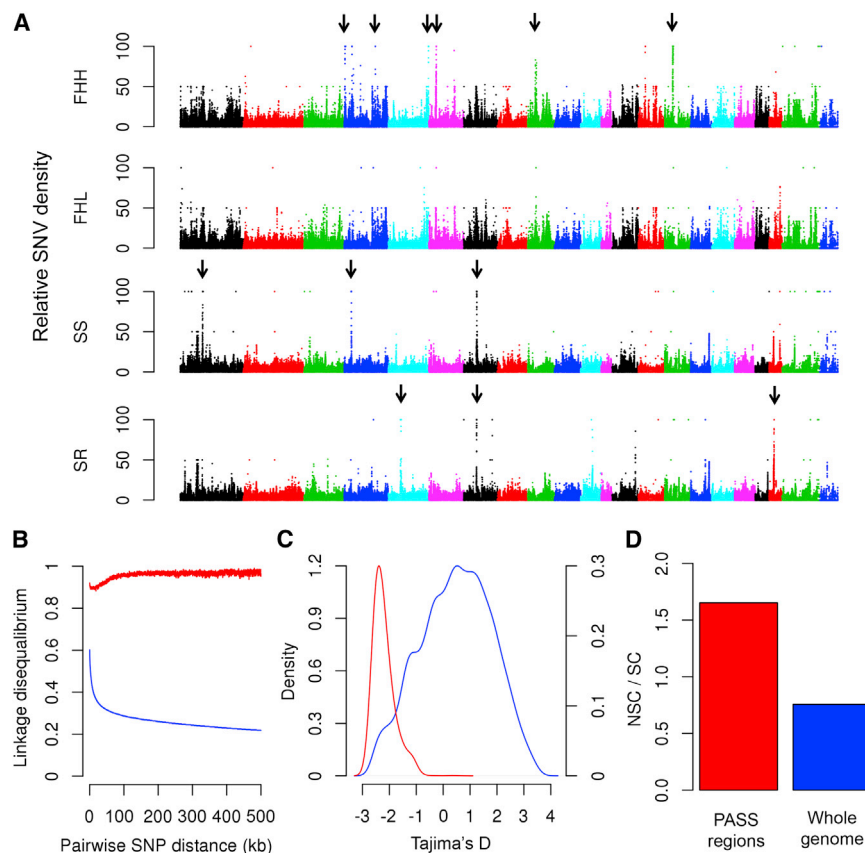 A
Relative SNV density
FHH
100
50
0
FHL
100
50
0
SS
100
50
0
SR
100
50
0
B
Linkage disequilibrium
1
0.8
0.6
0.4
0.2
0
0 100 200 300 400 500
Pairwise SNP distance (kb)
C
Density
1.2
0.9
0.6
0.3
0
0.3
0.2
0.1
0
-3 -2 -1 0 1 2 3 4
Tajima's D
D
NSC / SC
2.0
1.5
1.0
0.5
0.0
PASS
regions
Whole
genome